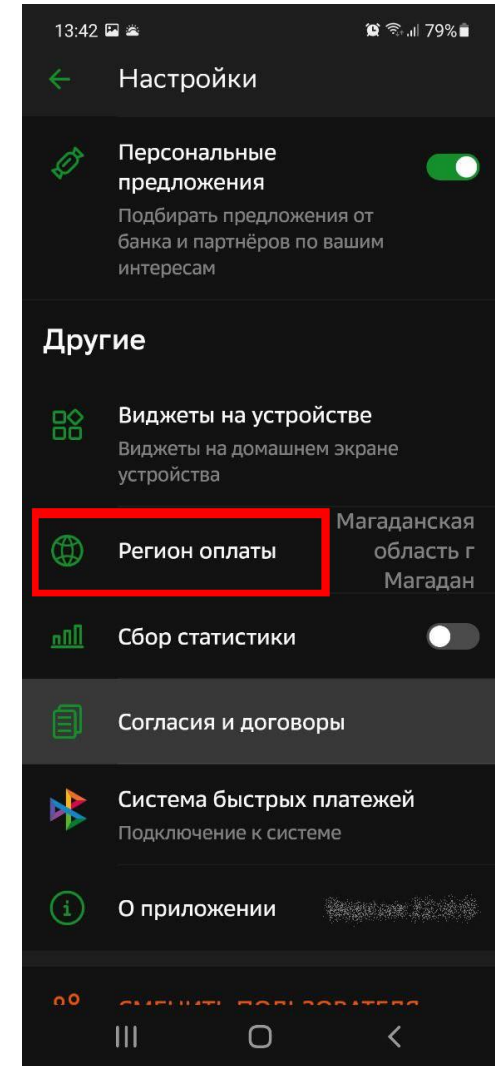 13:42
79%
Настройки
Персональные
предложения
Подбирать предложения от
банка и партнёров по вашим
интересам
Другие
Виджеты на устройстве
Виджеты на домашнем экране
устройства
Регион оплаты
Магаданская
область г
Магадан
Сбор статистики
Согласия и договоры
Система быстрых платежей
Подключение к системе
О приложении
СМЕНИТЬ ПОЛЬЗОВАТЕЛЯ